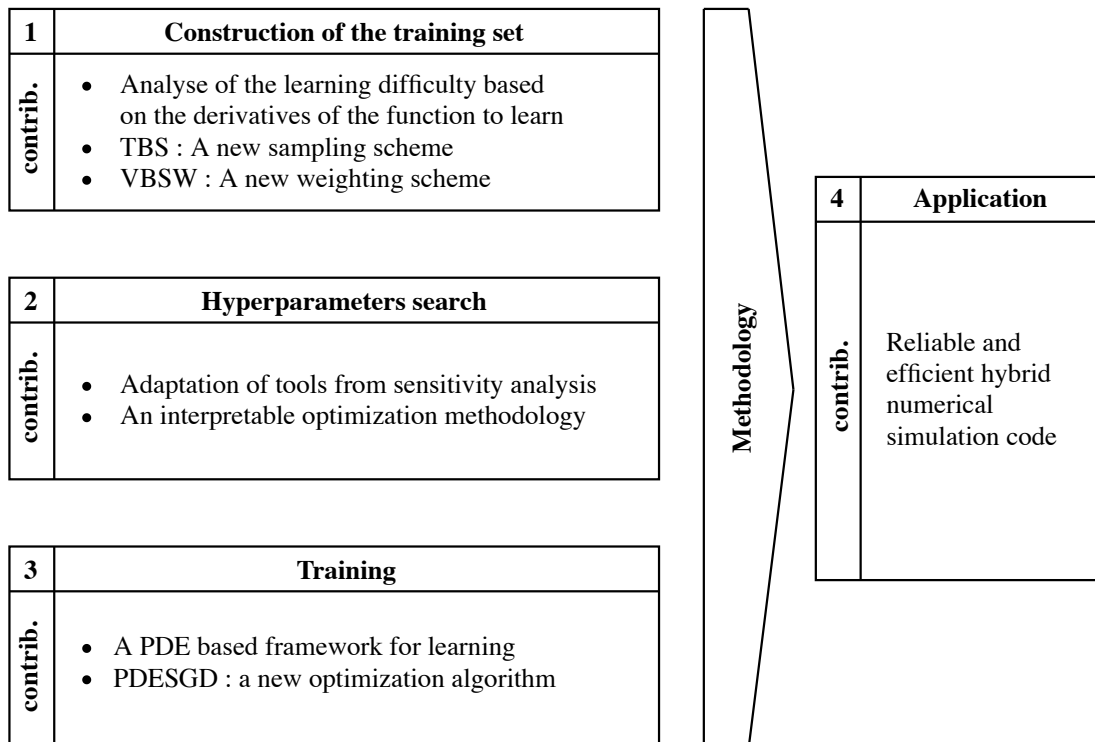 1 Construction of the training set
contrib.
• Analyse of the learning difficulty based
on the derivatives of the function to learn
• TBS : A new sampling scheme
• VBSW : A new weighting scheme
2 Hyperparameters search
contrib.
• Adaptation of tools from sensitivity analysis
• An interpretable optimization methodology
3 Training
contrib.
• A PDE based framework for learning
• PDESGD : a new optimization algorithm
Methodology
4 Application
contrib.
Reliable and
efficient hybrid
numerical
simulation code